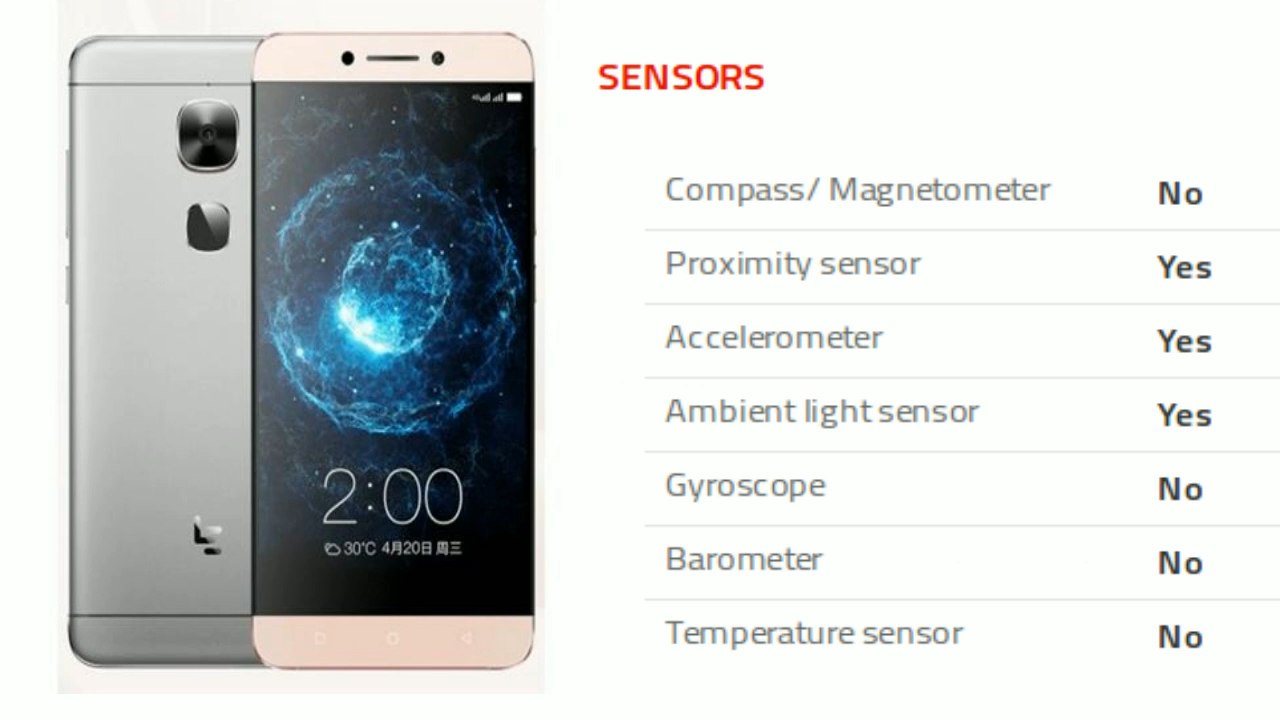 SENSORS
Compass/ Magnetometer No
Proximity sensor Yes
Accelerometer Yes
Ambient light sensor Yes
Gyroscope No
Barometer No
Temperature sensor No
2:00
30°C 4月20日 周三